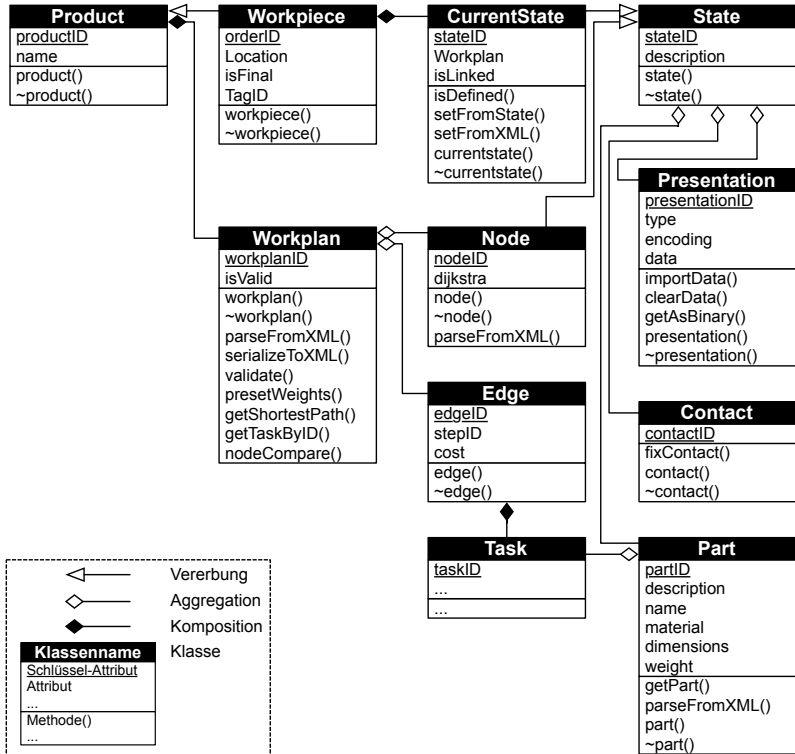 Product
productID
name
product()
~product()
Workpiece
orderID
Location
isFinal
TagID
workpiece()
~workpiece()
CurrentState
stateID
Workplan
isLinked
isDefined()
setFromState()
setFromXML()
currentstate()
~currentstate()
State
stateID
description
state()
~state()
Presentation
presentationID
type
encoding
data
importData()
clearData()
getAsBinary()
presentation()
~presentation()
Workplan
workplanID
isValid
workplan()
~workplan()
parseFromXML()
serializeToXML()
validate()
presetWeights()
getShortestPath()
getTaskByID()
nodeCompare()
Node
nodeID
dijkstra
node()
~node()
parseFromXML()
Edge
edgeID
stepID
cost
edge()
~edge()
Contact
contactID
fixContact()
contact()
~contact()
Task
taskID
...
...
Part
partID
description
name
material
dimensions
weight
getPart()
parseFromXML()
part()
~part()
Vererbung
Aggregation
Komposition
Klassenname
Schlüssel-Attribut
Attribut
...
Methode()
...
Klasse